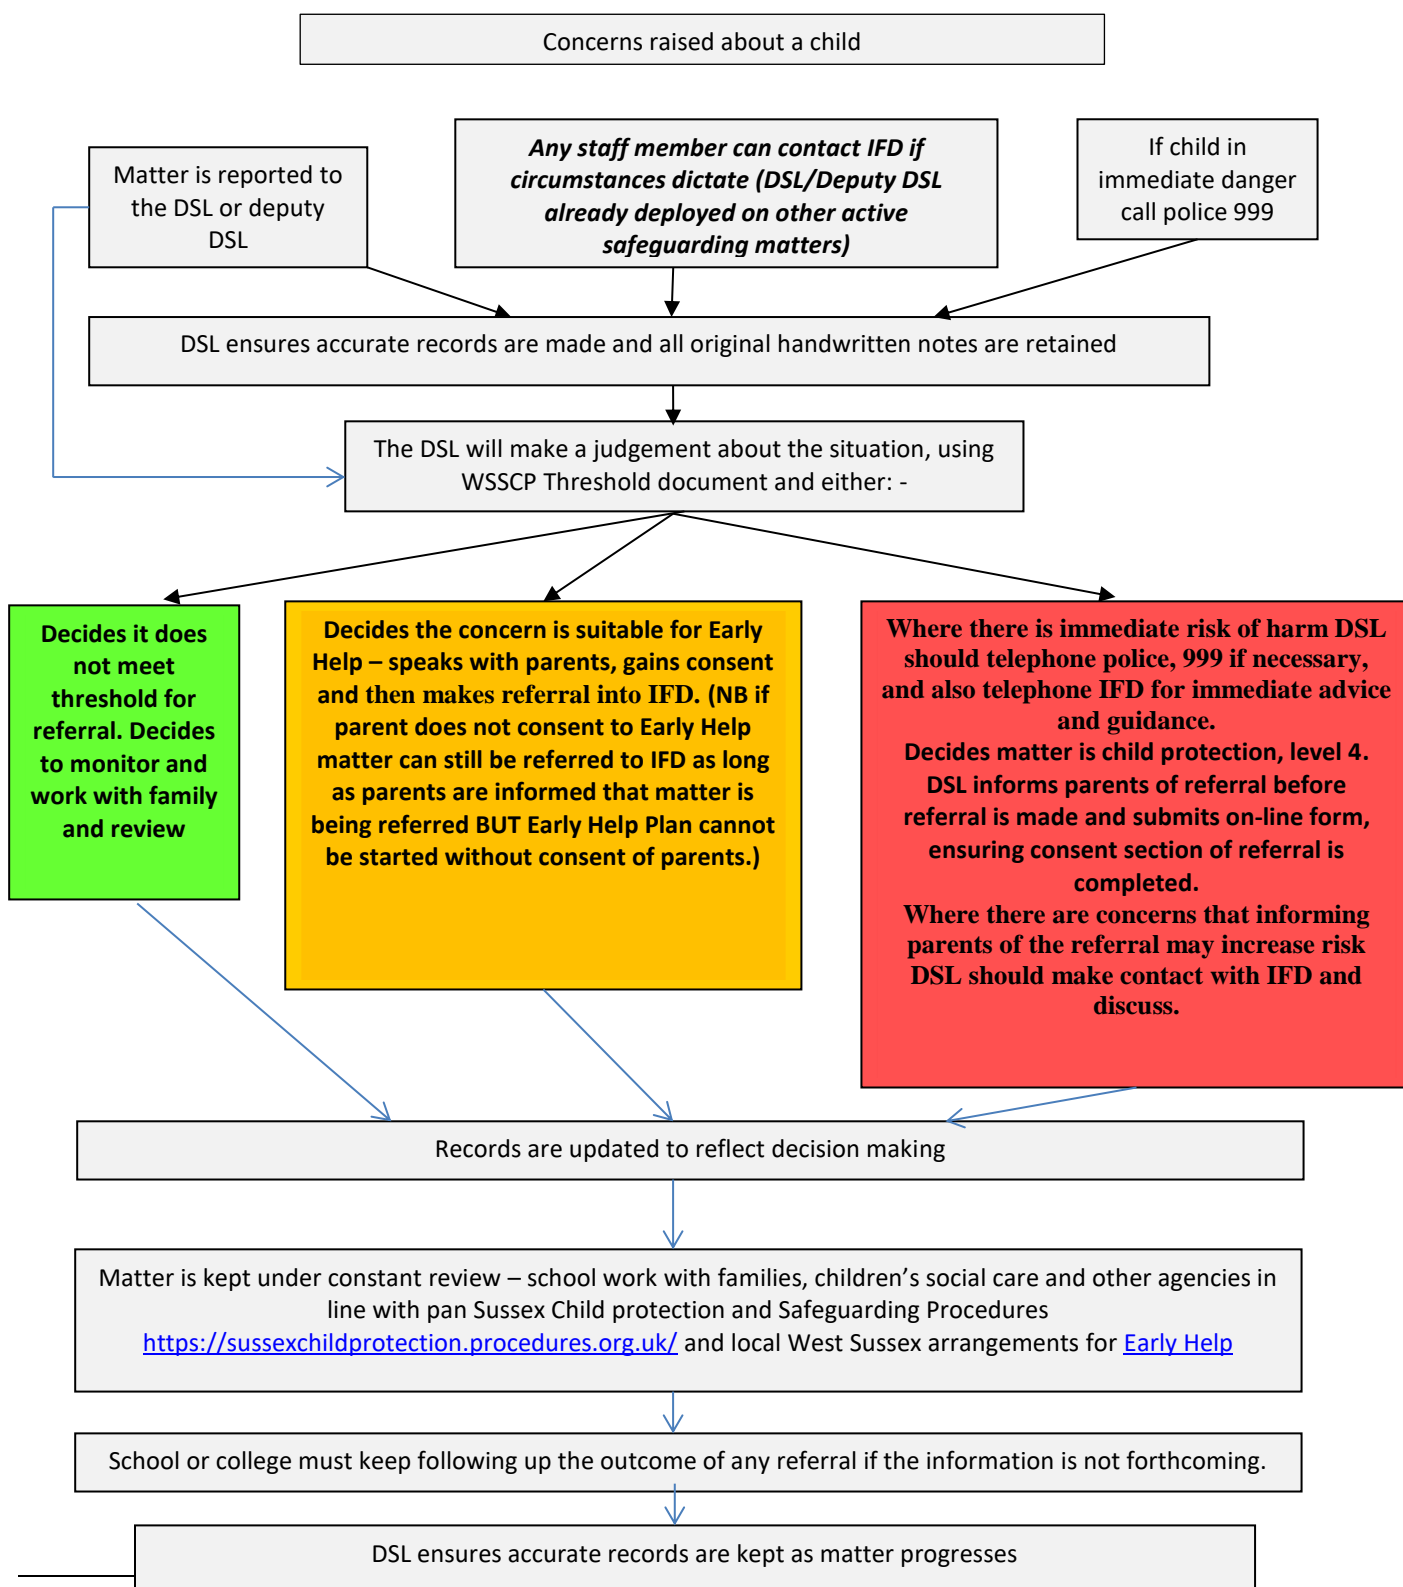 Concerns raised about a child
Matter is reported to
the DSL or deputy
DSL
Any staff member can contact IFD if
circumstances dictate (DSL/Deputy DSL
already deployed on other active
safeguarding matters)
If child in
immediate danger
call police 999
DSL ensures accurate records are made and all original handwritten notes are retained
The DSL will make a judgement about the situation, using
WSSCP Threshold document and either: -
Decides it does
not meet
threshold for
referral. Decides
to monitor and
work with family
and review
Decides the concern is suitable for Early
Help – speaks with parents, gains consent
and then makes referral into IFD. (NB if
parent does not consent to Early Help
matter can still be referred to IFD as long
as parents are informed that matter is
being referred BUT Early Help Plan cannot
be started without consent of parents.)
Where there is immediate risk of harm DSL
should telephone police, 999 if necessary,
and also telephone IFD for immediate advice
and guidance.
Decides matter is child protection, level 4.
DSL informs parents of referral before
referral is made and submits on-line form,
ensuring consent section of referral is
completed.
Where there are concerns that informing
parents of the referral may increase risk
DSL should make contact with IFD and
discuss.
Records are updated to reflect decision making
Matter is kept under constant review – school work with families, children’s social care and other agencies in
line with pan Sussex Child protection and Safeguarding Procedures
https://sussexchildprotection.procedures.org.uk/ and local West Sussex arrangements for Early Help
School or college must keep following up the outcome of any referral if the information is not forthcoming.
DSL ensures accurate records are kept as matter progresses